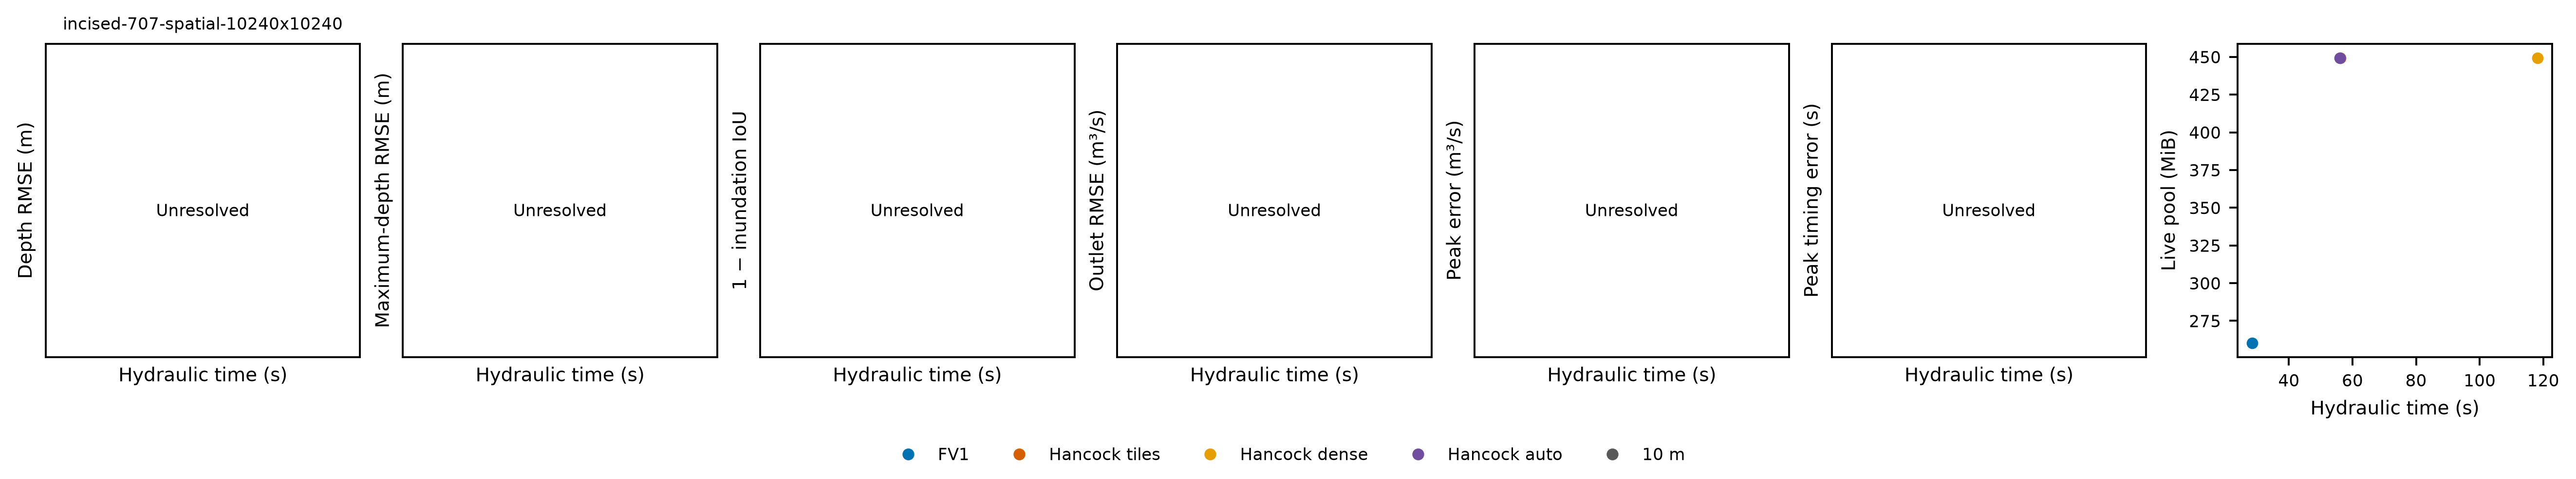 incised-707-spatial-10240x10240
Depth RMSE (m)
Unresolved
Hydraulic time (s)
Maximum-depth RMSE (m)
Unresolved
Hydraulic time (s)
1 − inundation IoU
Unresolved
Hydraulic time (s)
Outlet RMSE (m³/s)
Unresolved
Hydraulic time (s)
Peak error (m³/s)
Unresolved
Hydraulic time (s)
Peak timing error (s)
Unresolved
Hydraulic time (s)
Live pool (MiB)
450
425
400
375
350
325
300
275
40 60 80 100 120
Hydraulic time (s)
FV1 Hancock tiles Hancock dense Hancock auto 10 m